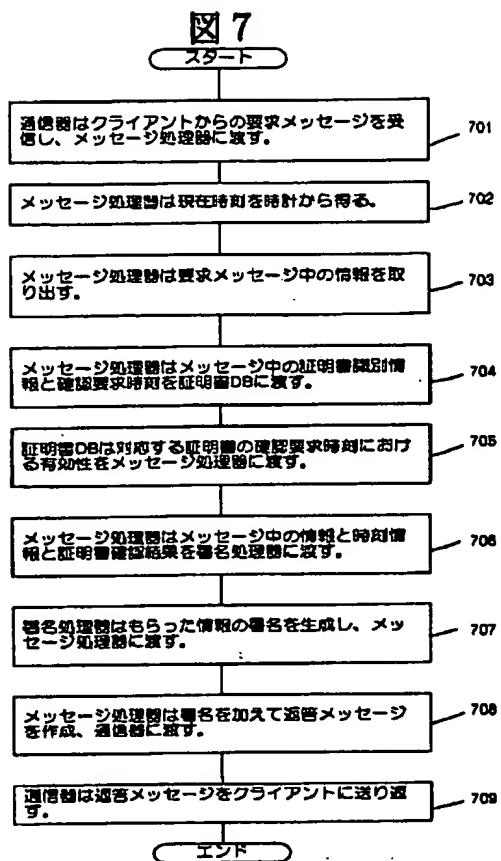 図7
スタート
通信器はクライアントからの要求メッセージを受
信し、メッセージ処理器に渡す。
701
メッセージ処理器は現在時刻を時計から得る。
702
メッセージ処理器は要求メッセージ中の情報を取
り出す。
703
メッセージ処理器はメッセージ中の証明書識別情
報と確認要求時刻を証明書DBに渡す。
704
証明書DBは対応する証明書の確認要求時刻におけ
る有効性をメッセージ処理器に渡す。
705
メッセージ処理器はメッセージ中の情報と時刻情
報と証明書確認結果を署名処理器に渡す。
706
署名処理器はもらった情報の署名を生成し、メッ
セージ処理器に渡す。
707
メッセージ処理器は署名を加えて返答メッセージ
を作成、通信器に渡す。
708
通信器は返答メッセージをクライアントに送り返
す。
709
エンド